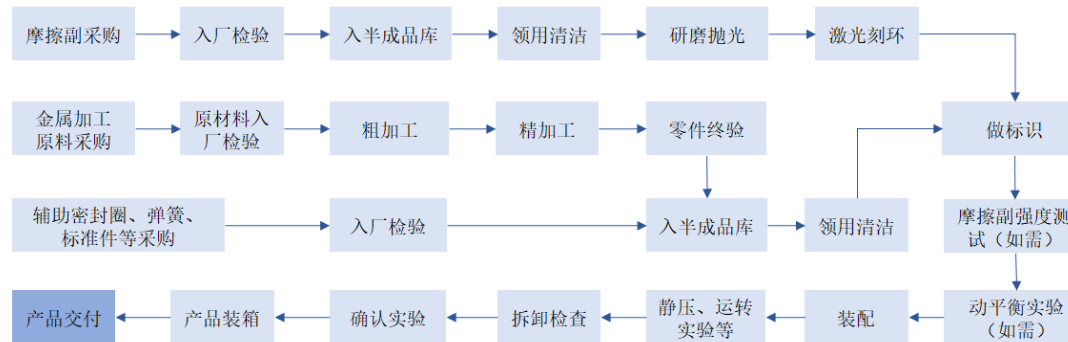 摩擦副采购
入厂检验
入半成品库
领用清洁
研磨抛光
激光刻环
金属加工
原料采购
原材料入
厂检验
粗加工
精加工
零件终验
做标识
辅助密封圈、弹簧、
标准件等采购
入厂检验
入半成品库
领用清洁
摩擦副强度测
试（如需）
产品交付
产品装箱
确认实验
拆卸检查
静压、运转
实验等
装配
动平衡实验
（如需）